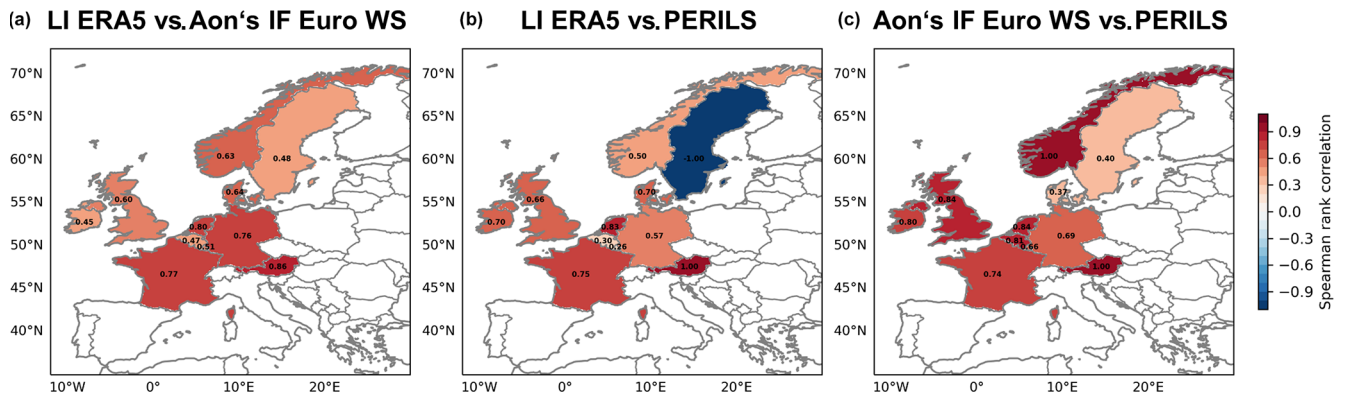 (a) LI ERA5 vs. Aon‘s IF Euro WS
(b) LI ERA5 vs. PERILS
(c) Aon‘s IF Euro WS vs. PERILS
70°N
65°N
60°N
55°N
50°N
45°N
40°N
10°W 0° 10°E 20°E
0.63
0.48
0.64
0.60
0.45
0.80
0.47
0.51
0.76
0.77
0.86
70°N
65°N
60°N
55°N
50°N
45°N
40°N
10°W 0° 10°E 20°E
0.50
-1.00
0.70
0.66
0.70
0.83
0.30
0.26
0.57
0.75
1.00
70°N
65°N
60°N
55°N
50°N
45°N
40°N
10°W 0° 10°E 20°E
1.00
0.40
0.37
0.84
0.80
0.84
0.81
0.66
0.69
0.74
1.00
0.9
0.6
0.3
0.0
−0.3
−0.6
−0.9
Spearman rank correlation